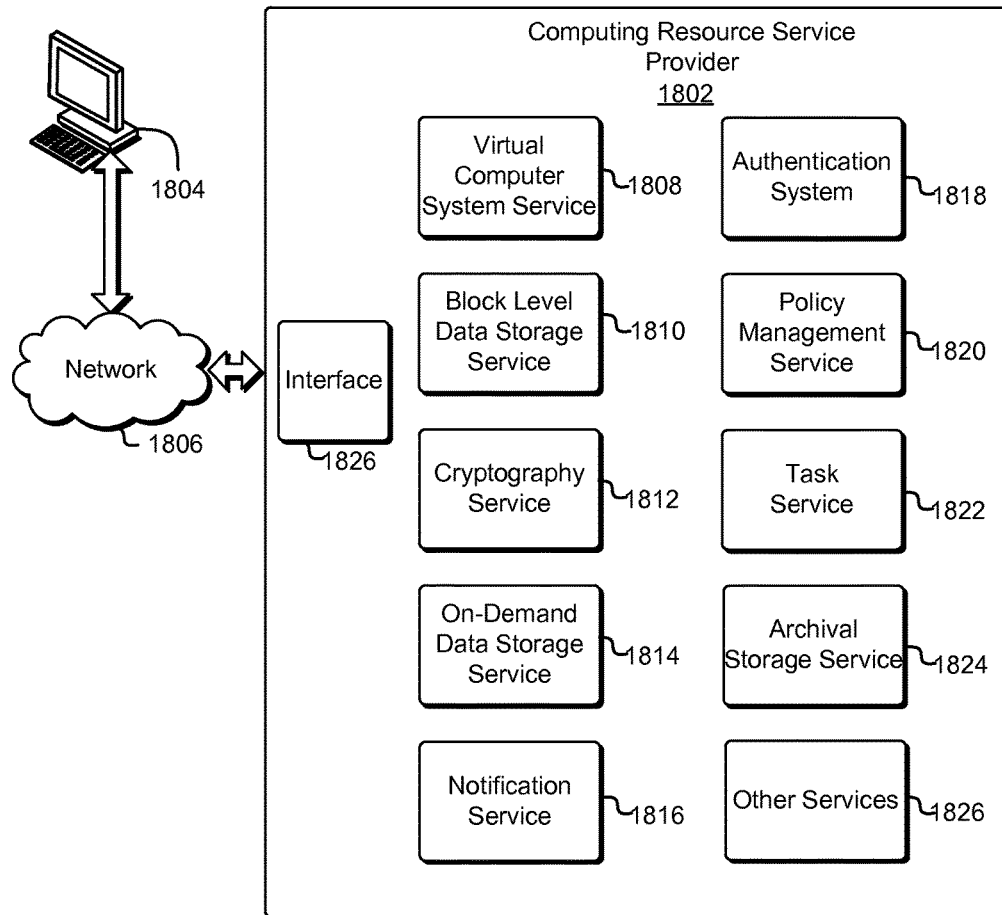 Computing Resource Service
Provider
1802
1804
Network
1806
Interface
1826
Virtual
Computer
System Service
1808
Authentication
System
1818
Block Level
Data Storage
Service
1810
Policy
Management
Service
1820
Cryptography
Service
1812
Task
Service
1822
On-Demand
Data Storage
Service
1814
Archival
Storage Service
1824
Notification
Service
1816
Other Services
1826